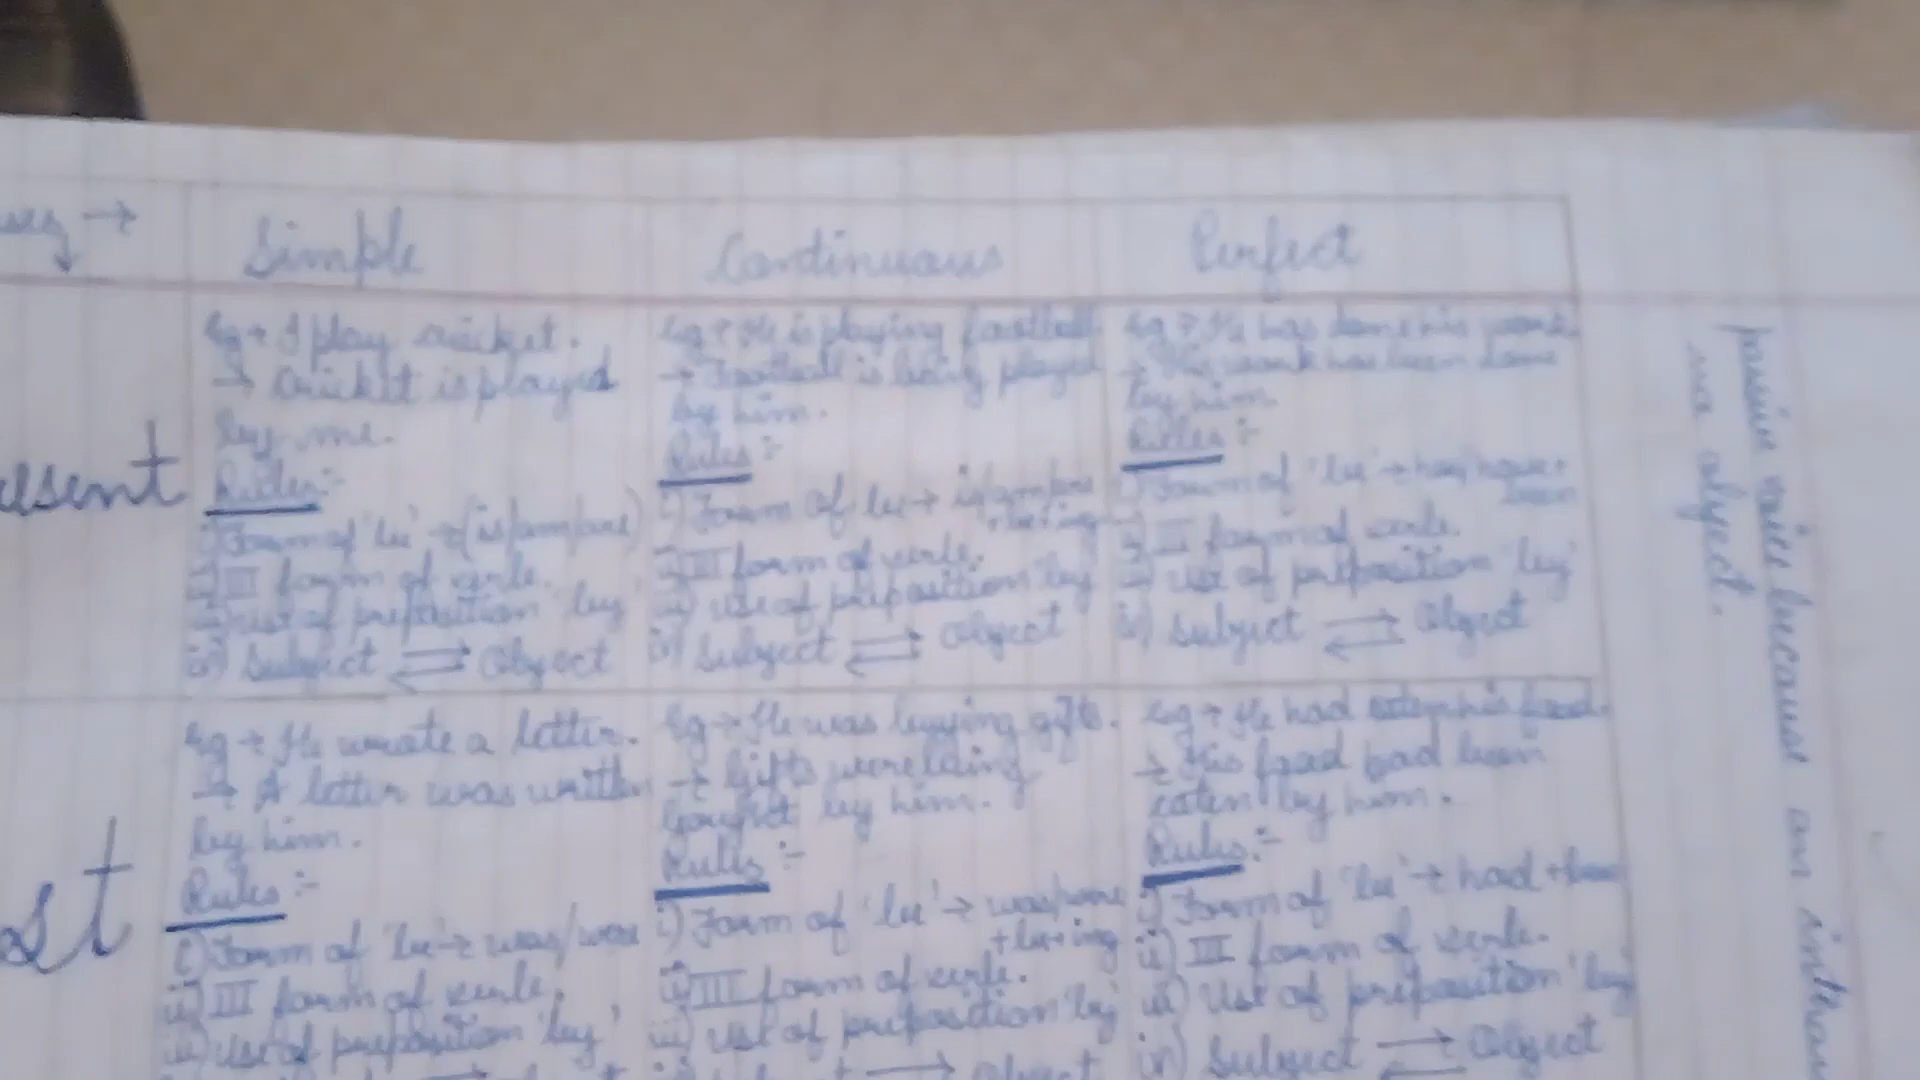 Simple Continuous Perfect
Eg → I play cricket.
→ Cricket is played
by me.
Rules :-
i) Form of 'be' → (is/am/are)
ii) III form of verb.
iii) Use of preposition 'by'
iv) Subject ⇄ Object
Eg → He is playing football
→ Football is being played
by him.
Rules :-
i) Form of be → is/am/are
+be+ing
ii) III form of verb.
iii) Use of preposition 'by'
iv) Subject ⇄ Object
Eg → He has done his work.
→ His work has been done
by him.
Rules :-
i) Form of 'be' → has/have+
been
ii) III form of verb.
iii) Use of preposition 'by'
iv) Subject ⇄ Object
Eg → He wrote a letter.
→ A letter was written
by him.
Rules :-
i) Form of 'be' → was/were
ii) III form of verb.
iii) Use of preposition 'by'
Eg → He was buying gifts.
→ Gifts were being
bought by him.
Rules :-
i) Form of 'be' → was/were
+be+ing
ii) III form of verb.
iii) Use of preposition 'by'
Object
Eg → He had eaten his food.
→ His food had been
eaten by him.
Rules :-
i) Form of 'be' → had + been
ii) III form of verb.
iii) Use of preposition 'by'
iv) Subject ⇄ Object
voice because an
no object.